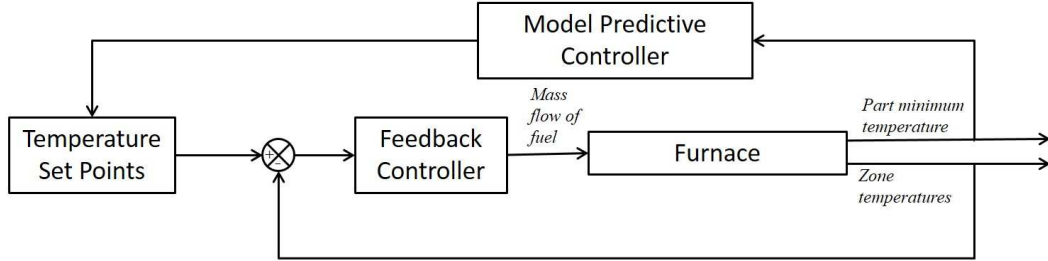 Model Predictive
Controller
Mass
flow of
fuel
Part minimum
temperature
Temperature
Set Points
+
−
Feedback
Controller
Furnace
Zone
temperatures